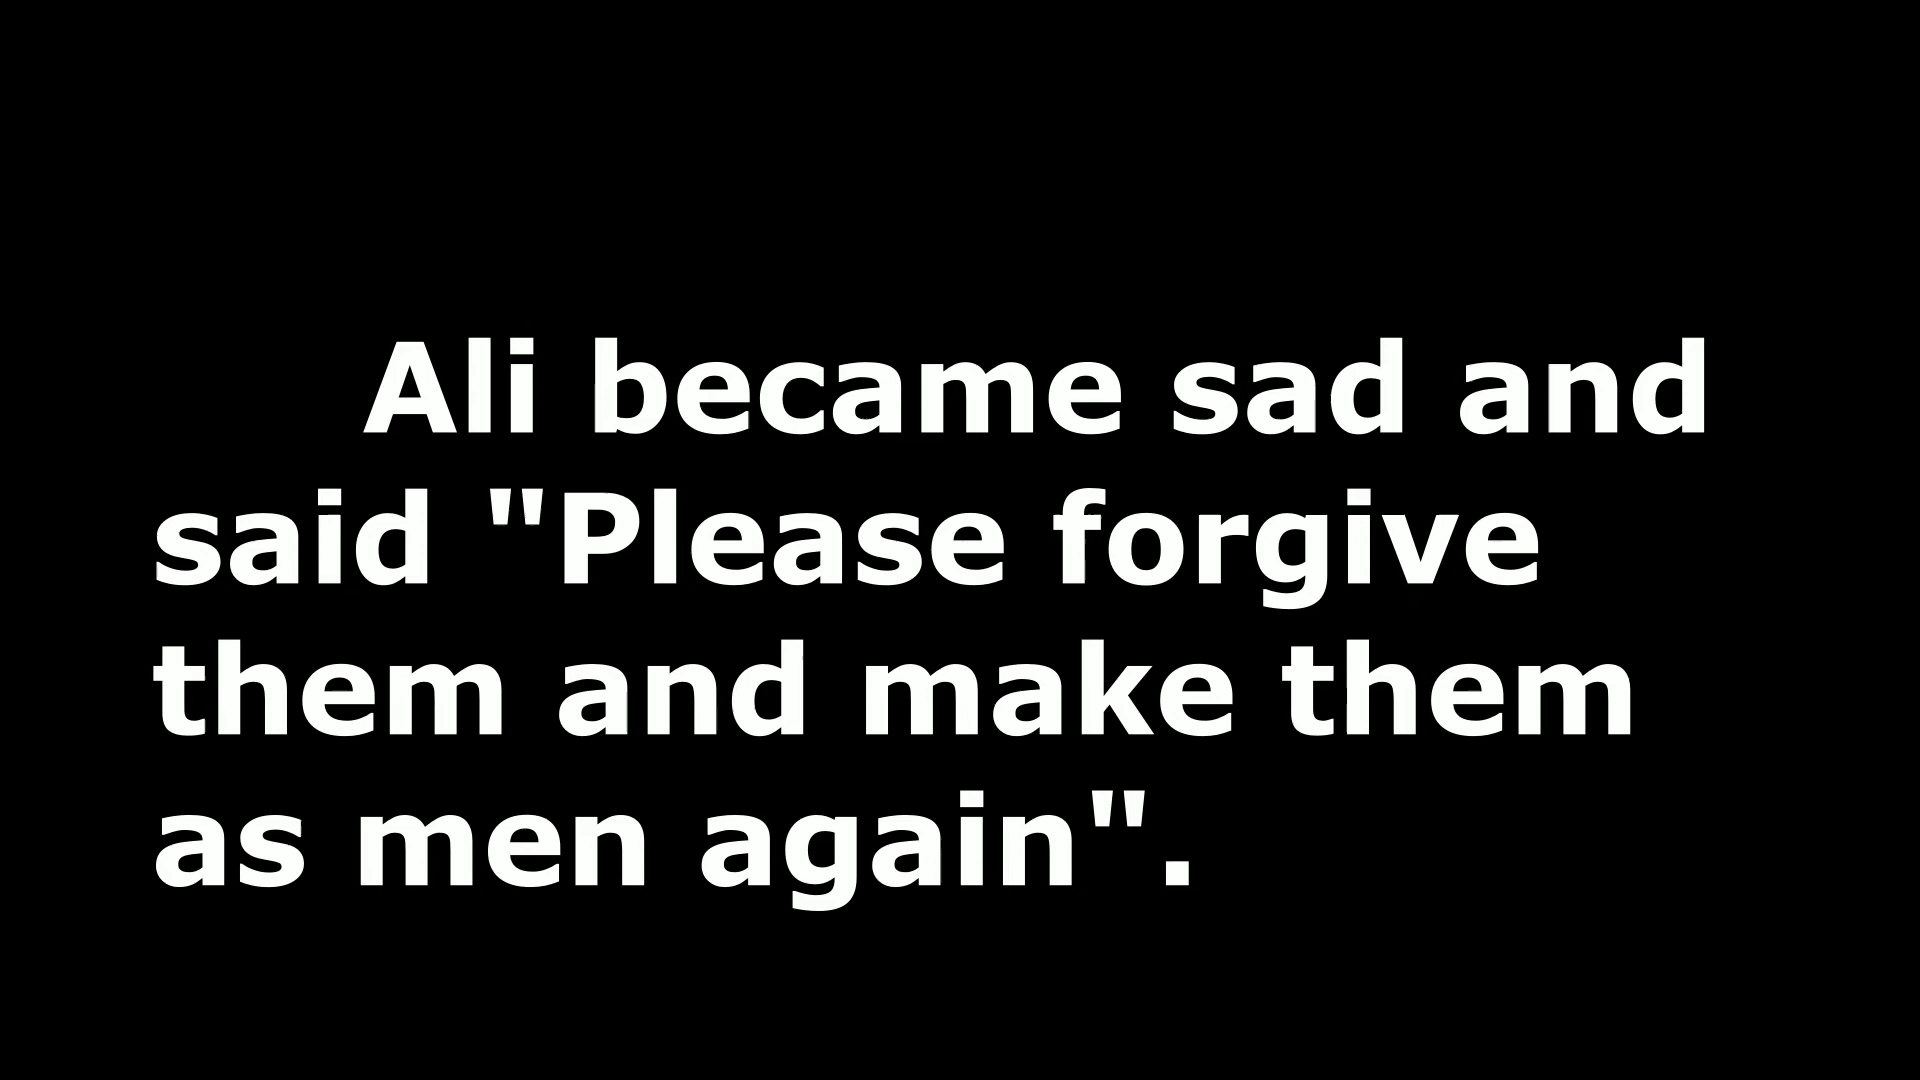 Ali became sad and
said "Please forgive
them and make them
as men again".